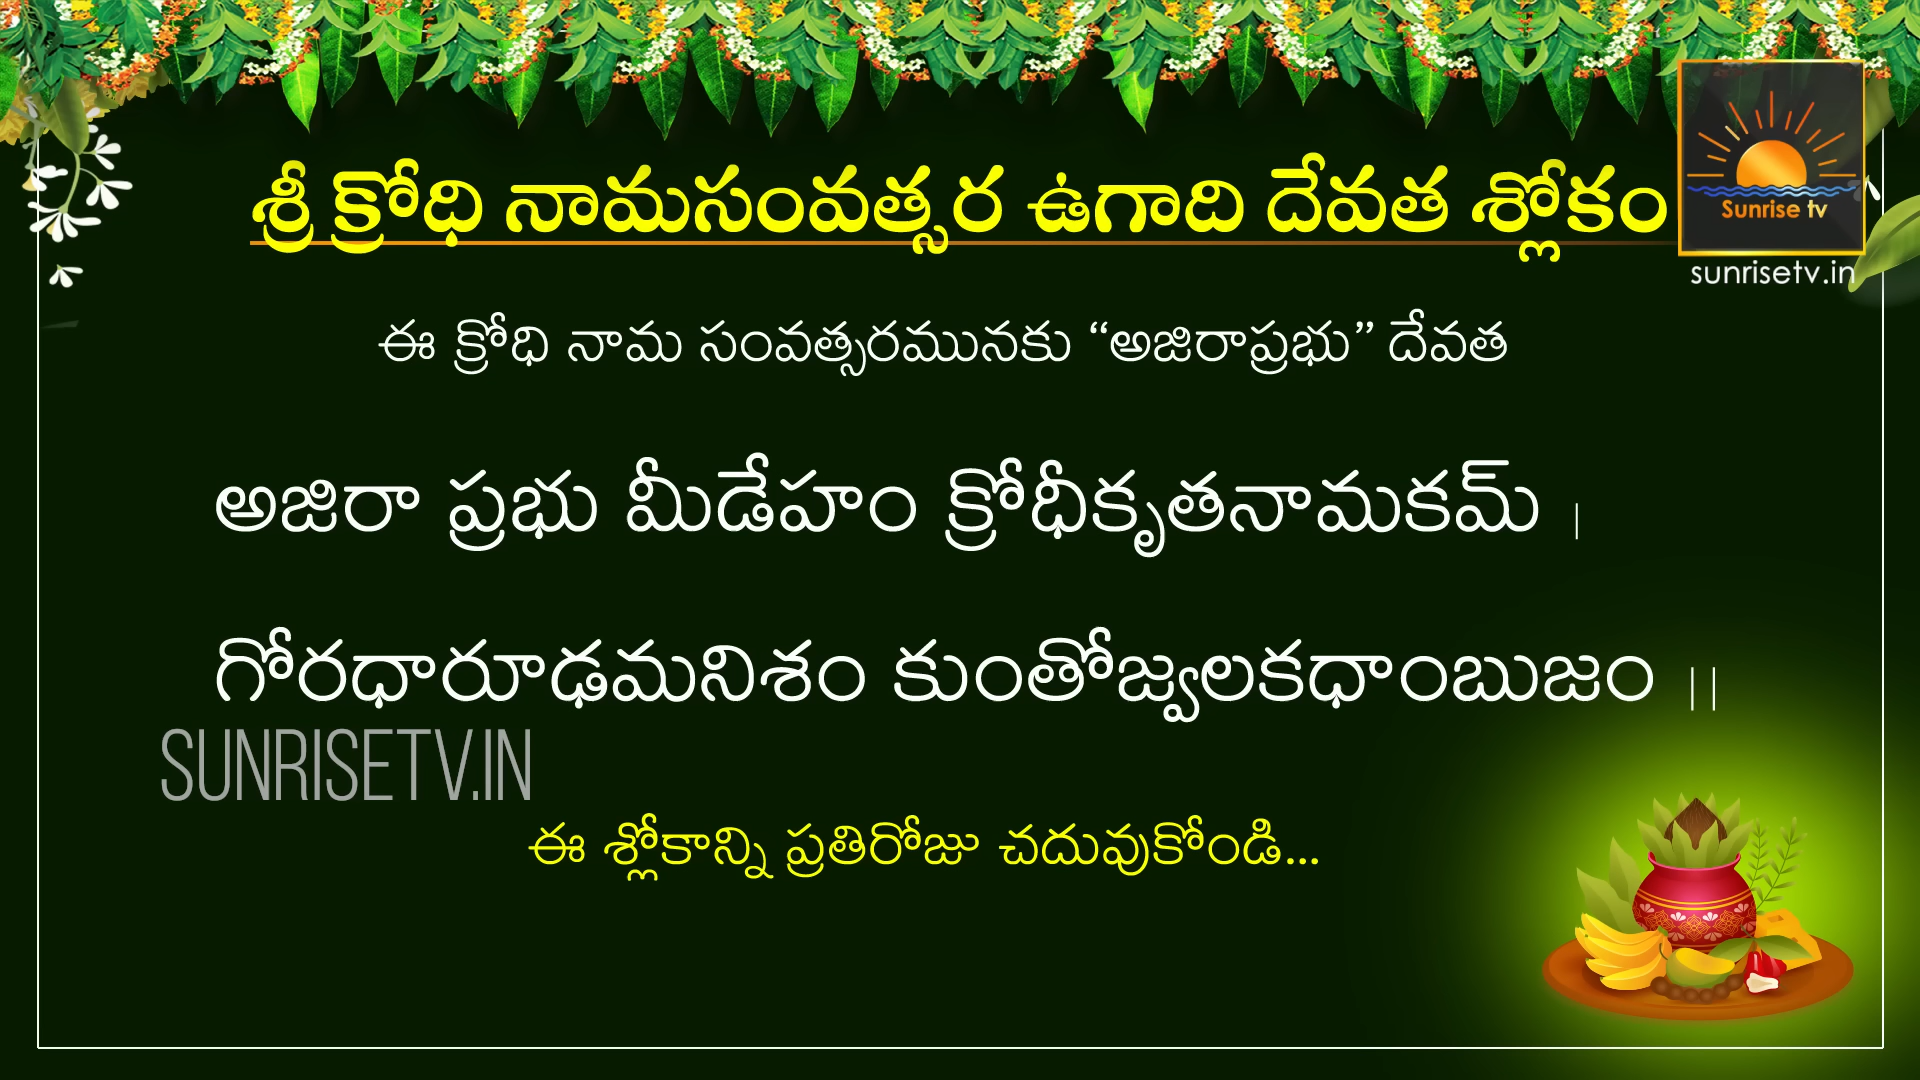 శ్రీ క్రోధి నామసంవత్సర ఉగాది దేవత శ్లోకం
Sunrise tv
sunrisetv.in
ఈ క్రోధి నామ సంవత్సరమునకు “అజిరాప్రభు” దేవత
అజిరా ప్రభు మీడేహం క్రోధీకృతనామకమ్ |
గోరధారూఢమనిశం కుంతోజ్వలకధాంబుజం ||
SUNRISETV.IN
ఈ శ్లోకాన్ని ప్రతిరోజు చదువుకోండి...